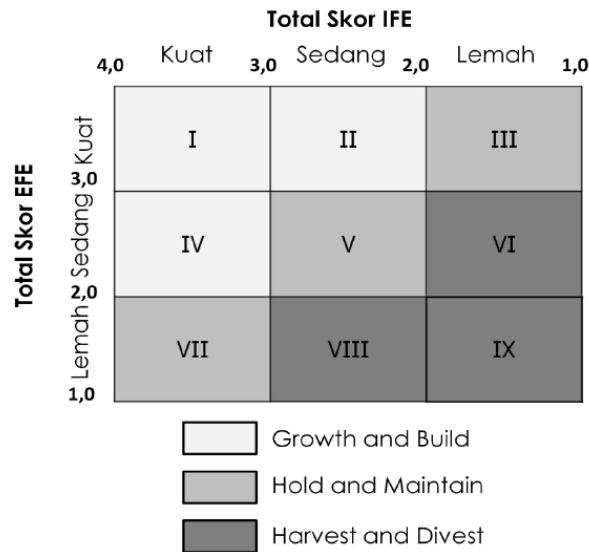 Total Skor IFE
Kuat Sedang Lemah
4,0 3,0 2,0 1,0
Total Skor EFE
Kuat
I II III
3,0
Sedang
IV V VI
2,0
Lemah
VII VIII IX
1,0
Growth and Build
Hold and Maintain
Harvest and Divest